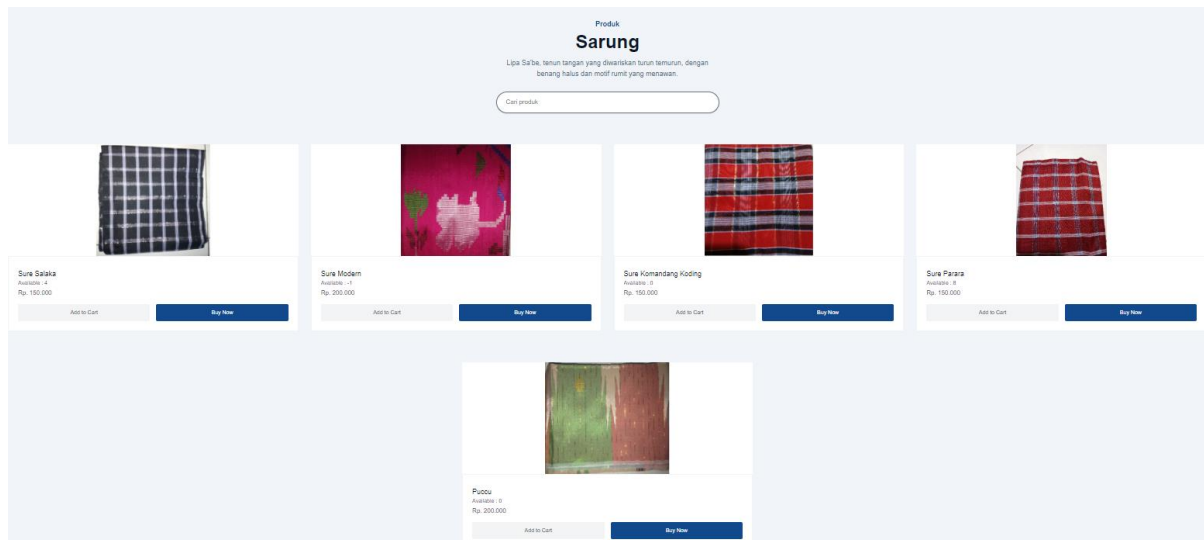 Produk
Sarung
Lipa Sa'be, tenun tangan yang diwariskan turun temurun, dengan
benang halus dan motif rumit yang menawan.
Cari produk
Sure Salaka
Available : 4
Rp. 150.000
Add to Cart
Buy Now
Sure Modern
Available : -1
Rp. 200.000
Add to Cart
Buy Now
Sure Komandang Koding
Available : 0
Rp. 150.000
Add to Cart
Buy Now
Sure Parara
Available : 8
Rp. 150.000
Add to Cart
Buy Now
Puccu
Available : 0
Rp. 200.000
Add to Cart
Buy Now